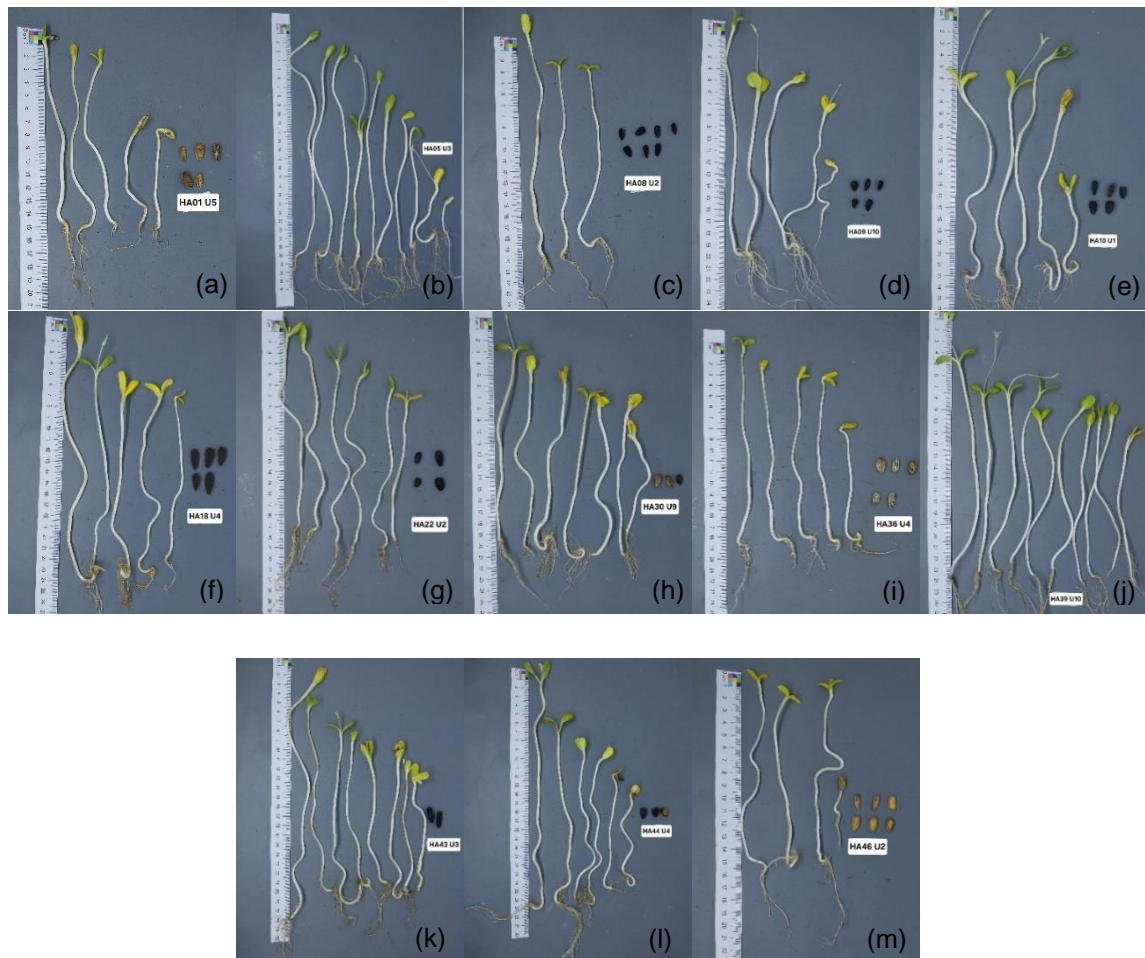 HA01 U5
(a)
HA05 U3
(b)
HA08 U2
(c)
HA09 U10
(d)
HA10 U1
(e)
HA18 U4
(f)
HA22 U2
(g)
HA30 U9
(h)
HA36 U4
(i)
HA39 U10
(j)
HA43 U3
(k)
HA44 U4
(l)
HA46 U2
(m)